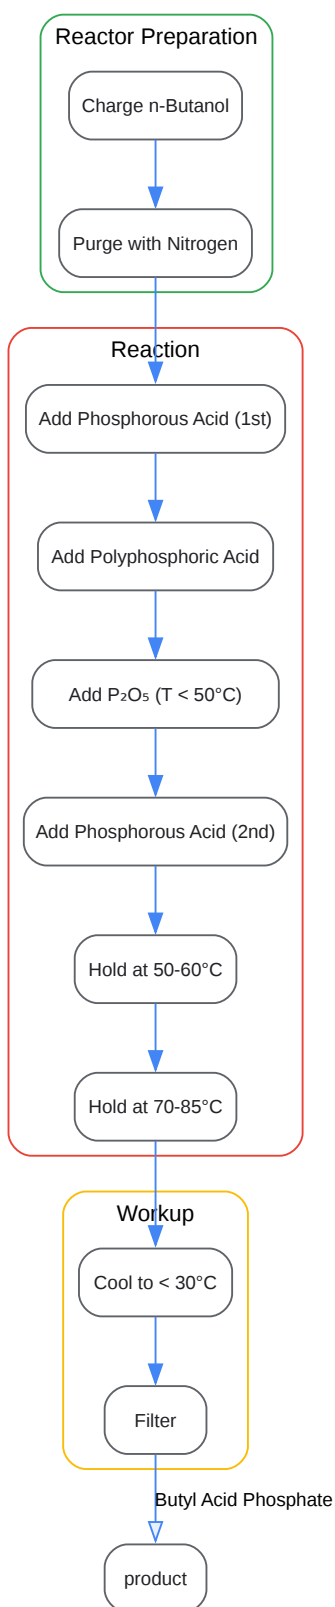 Reactor Preparation
Charge n-Butanol
Purge with Nitrogen
Reaction
Add Phosphorous Acid (1st)
Add Polyphosphoric Acid
Add P₂O₅ (T < 50°C)
Add Phosphorous Acid (2nd)
Hold at 50-60°C
Hold at 70-85°C
Workup
Cool to < 30°C
Filter
Butyl Acid Phosphate
product